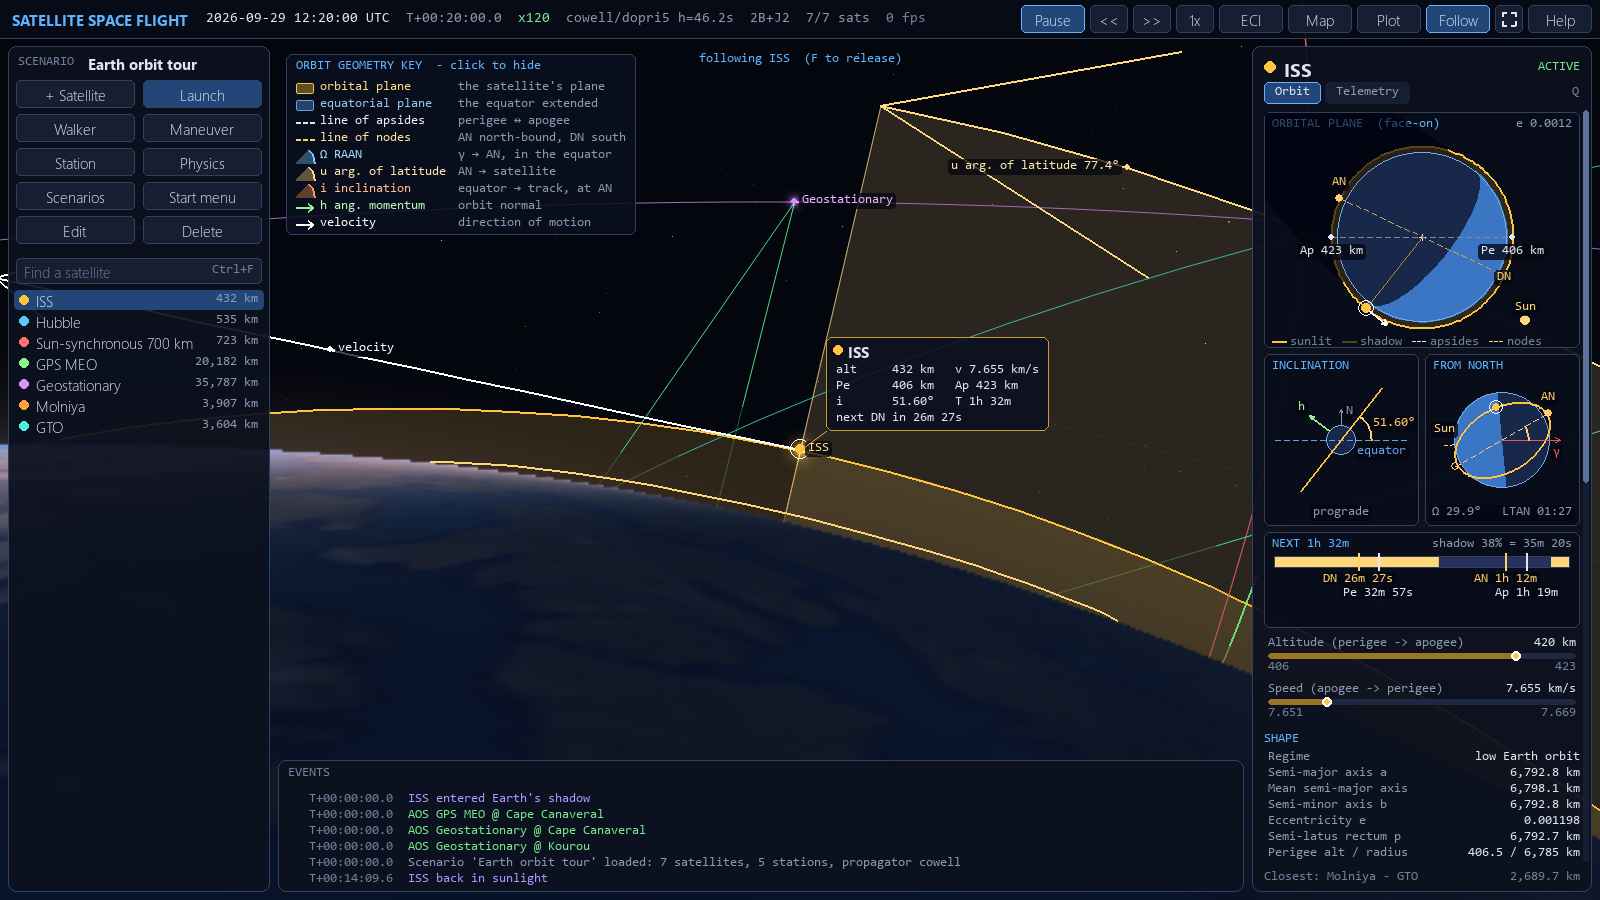 SATELLITE SPACE FLIGHT 2026-09-29 12:20:00 UTC T+00:20:00.0 x120 cowell/dopri5 h=46.2s 2B+J2 7/7 sats 0 fps Pause << >> 1x ECI Map Plot Follow Help
SCENARIO Earth orbit tour
+ Satellite Launch
Walker Maneuver
Station Physics
Scenarios Start menu
Edit Delete
Find a satellite Ctrl+F
ISS 432 km
Hubble 535 km
Sun-synchronous 700 km 723 km
GPS MEO 20,182 km
Geostationary 35,787 km
Molniya 3,907 km
GTO 3,604 km
ORBIT GEOMETRY KEY - click to hide
orbital plane the satellite's plane
equatorial plane the equator extended
line of apsides perigee ↔ apogee
line of nodes AN north-bound, DN south
Ω RAAN γ → AN, in the equator
u arg. of latitude AN → satellite
i inclination equator → track, at AN
h ang. momentum orbit normal
velocity direction of motion
following ISS (F to release)
u arg. of latitude 77.4°
Geostationary
velocity
ISS
alt 432 km v 7.655 km/s
Pe 406 km Ap 423 km
i 51.60° T 1h 32m
next DN in 26m 27s
ISS
EVENTS
T+00:00:00.0 ISS entered Earth's shadow
T+00:00:00.0 AOS GPS MEO @ Cape Canaveral
T+00:00:00.0 AOS Geostationary @ Cape Canaveral
T+00:00:00.0 AOS Geostationary @ Kourou
T+00:00:00.0 Scenario 'Earth orbit tour' loaded: 7 satellites, 5 stations, propagator cowell
T+00:14:09.6 ISS back in sunlight
ISS ACTIVE
Orbit Telemetry Q
ORBITAL PLANE (face-on) e 0.0012
AN
Ap 423 km Pe 406 km
DN
Sun
sunlit shadow apsides nodes
INCLINATION
h N
51.60°
equator
prograde
FROM NORTH
AN
Sun
γ
Ω 29.9° LTAN 01:27
NEXT 1h 32m shadow 38% = 35m 20s
DN 26m 27s AN 1h 12m
Pe 32m 57s Ap 1h 19m
Altitude (perigee -> apogee) 420 km
406 423
Speed (apogee -> perigee) 7.655 km/s
7.651 7.669
SHAPE
Regime low Earth orbit
Semi-major axis a 6,792.8 km
Mean semi-major axis 6,798.1 km
Semi-minor axis b 6,792.8 km
Eccentricity e 0.001198
Semi-latus rectum p 6,792.7 km
Perigee alt / radius 406.5 / 6,785 km
Closest: Molniya - GTO 2,689.7 km